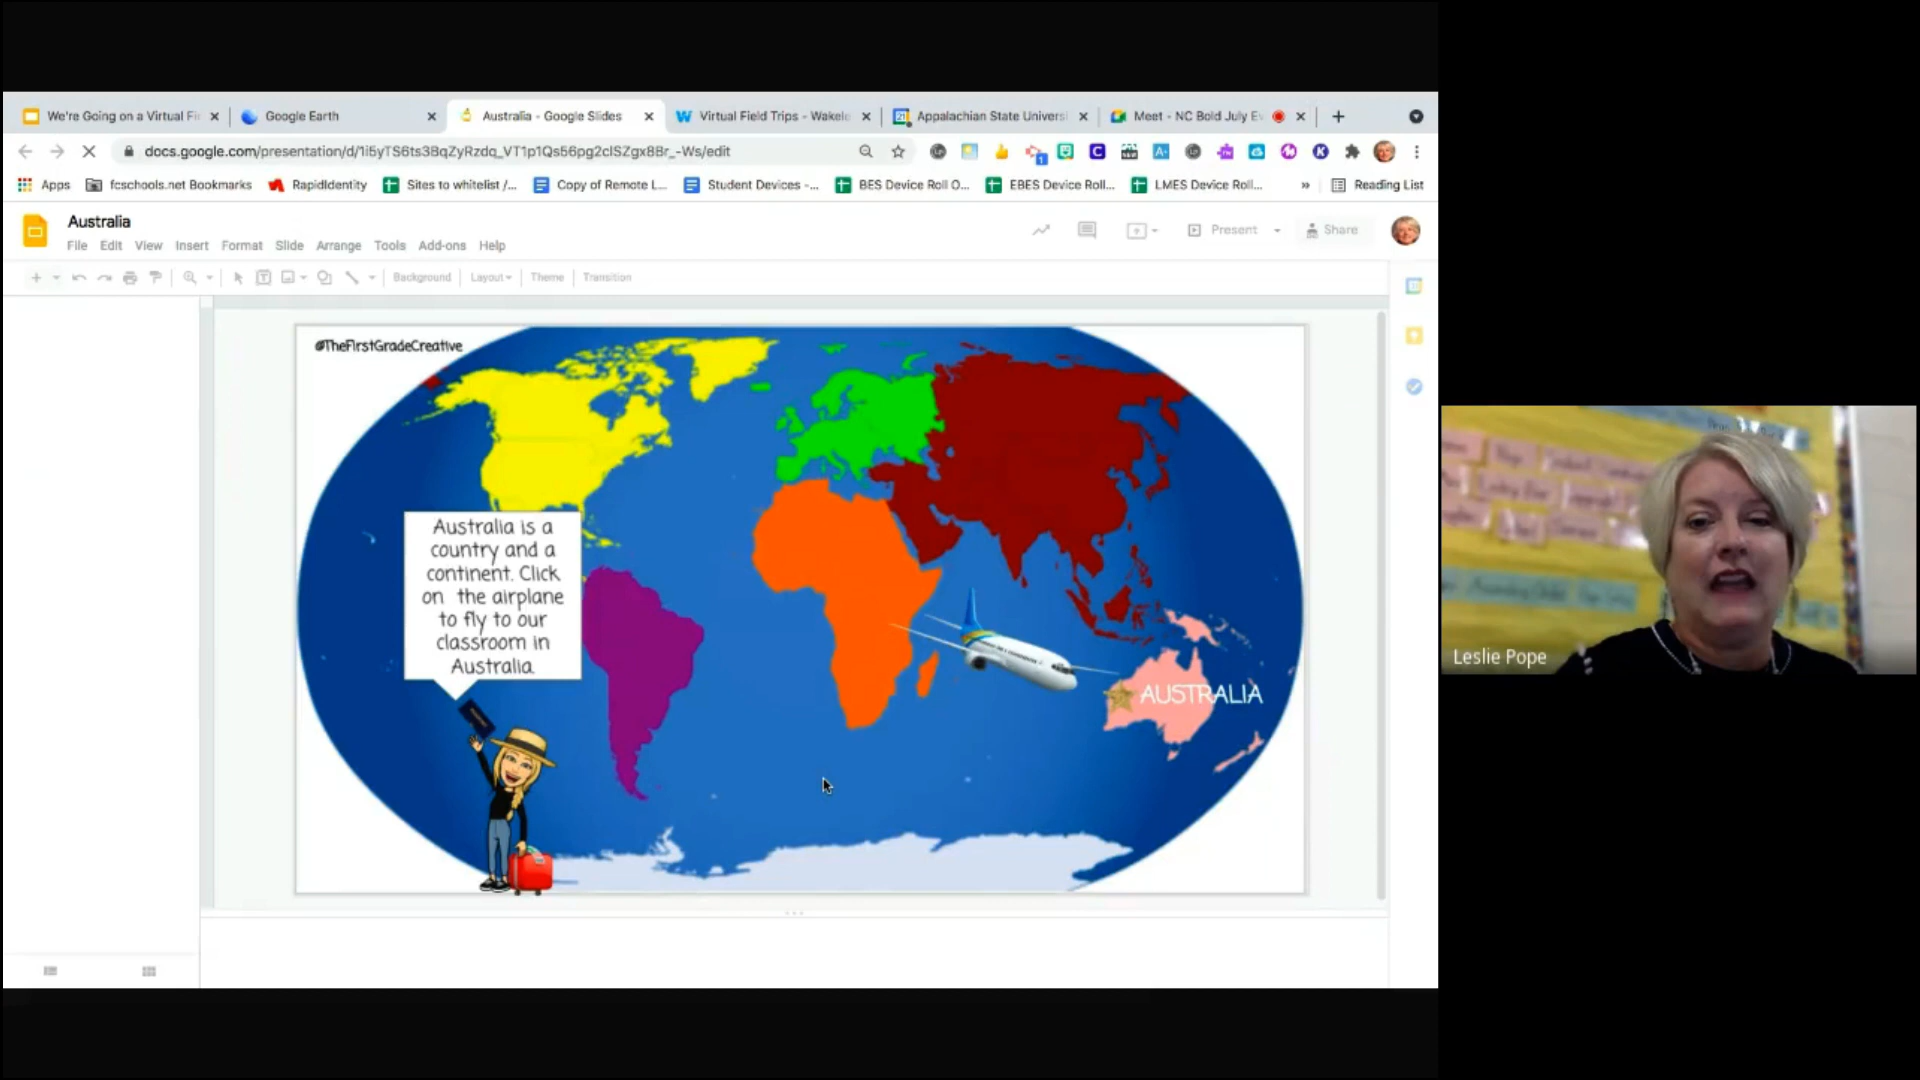 We're Going on a Virtual Fi
Google Earth
Australia - Google Slides
Virtual Field Trips - Wakele
Appalachian State Universi
Meet - NC Bold July Ev
docs.google.com/presentation/d/1i5yTS6ts38qZyRzdq_VT1p1Qs56pg2clSZgx8Br_-Ws/edit
Apps
fcschools.net Bookmarks
RapidIdentity
Sites to whitelist /...
Copy of Remote L...
Student Devices -...
BES Device Roll O...
EBES Device Roll...
LMES Device Roll...
»
Reading List
Australia
File Edit View Insert Format Slide Arrange Tools Add-ons Help
Present
Share
Background Layout Theme Transition
@TheFirstGradeCreative
Australia is a
country and a
continent. Click
on the airplane
to fly to our
classroom in
Australia.
AUSTRALIA
Leslie Pope